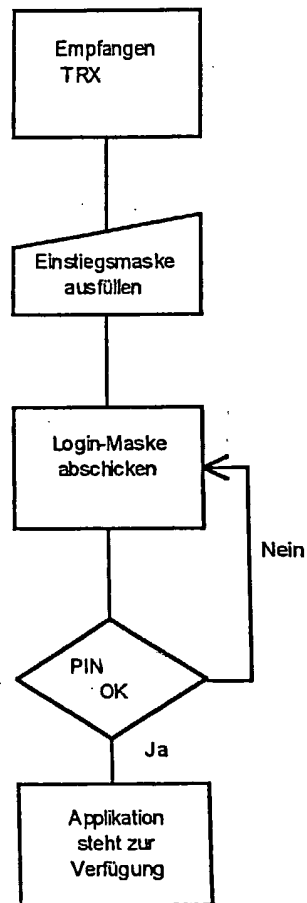 Empfangen
TRX
Einstiegsmaske
ausfüllen
Login-Maske
abschicken
Nein
PIN
OK
Ja
Applikation
steht zur
Verfügung